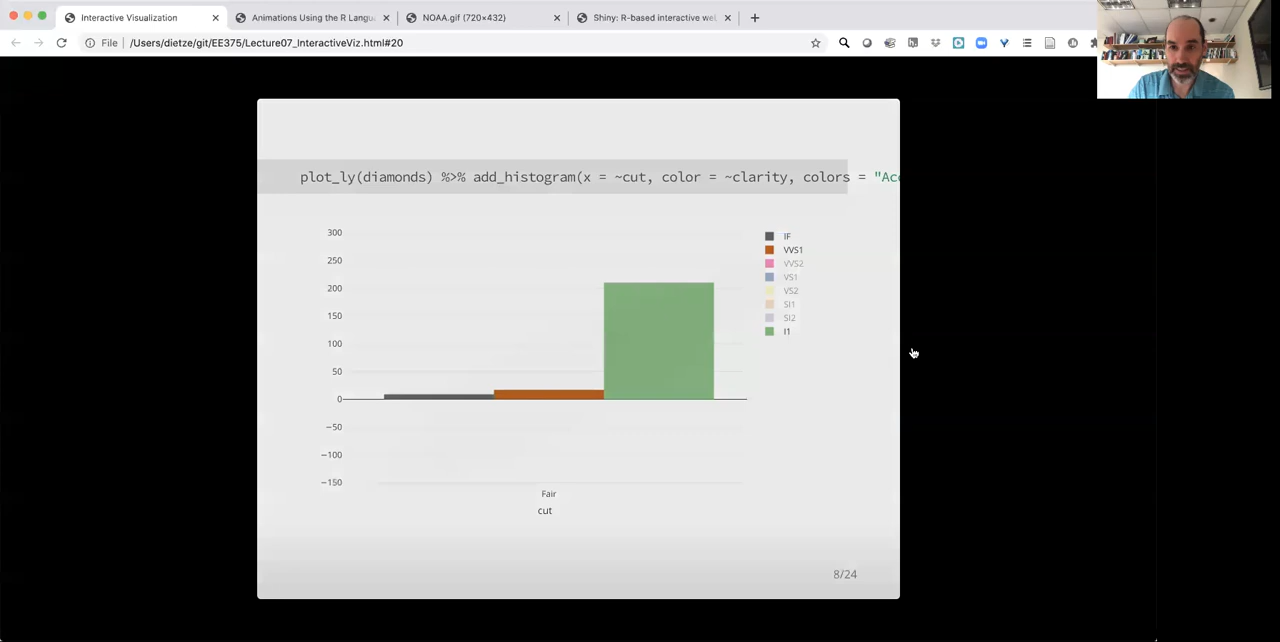 Interactive Visualization
Animations Using the R Langu
NOAA.gif (720×432)
Shiny: R-based interactive we
File
/Users/dietze/git/EE375/Lecture07_InteractiveViz.html#20
plot_ly(diamonds) %>% add_histogram(x = ~cut, color = ~clarity, colors = "Acc
300
250
200
150
100
50
0
−50
−100
−150
IF
VVS1
VVS2
VS1
VS2
SI1
SI2
I1
Fair
cut
8/24